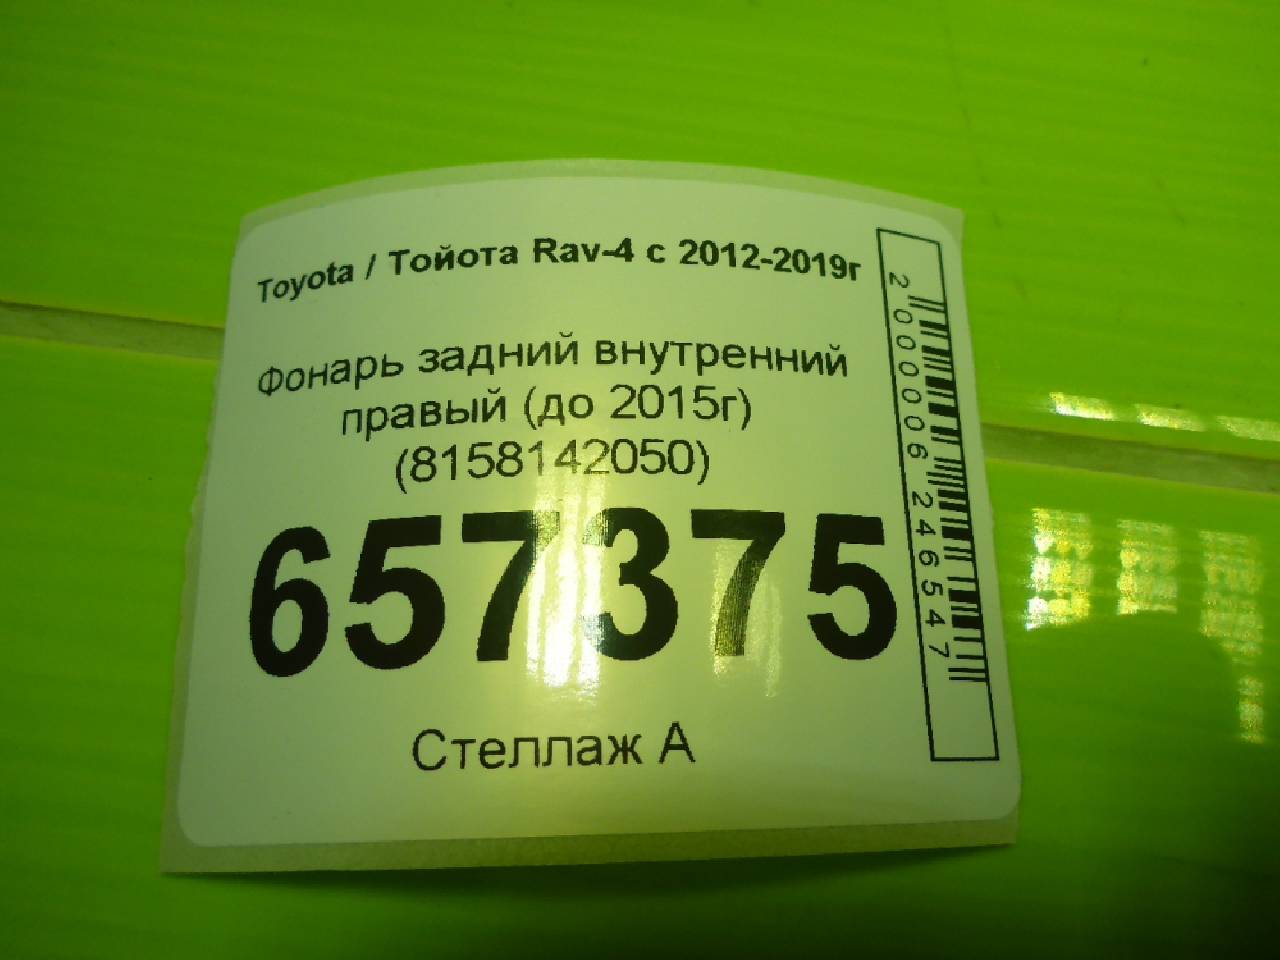 Toyota / Тойота Rav-4 с 2012-2019г
Фонарь задний внутренний
правый (до 2015г)
(8158142050)
657375
Стеллаж А
2000006246547